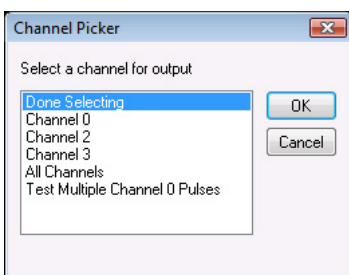 Channel Picker
Select a channel for output
Done Selecting
Channel 0
Channel 2
Channel 3
All Channels
Test Multiple Channel 0 Pulses
OK
Cancel